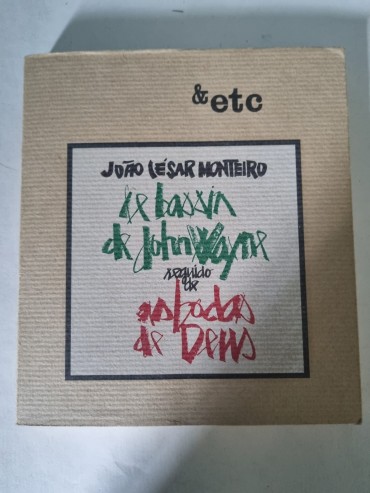 & etc
JOÃO CÉSAR MONTEIRO
le bassin
de John Wayne
seguido
de
as bodas
de Deus